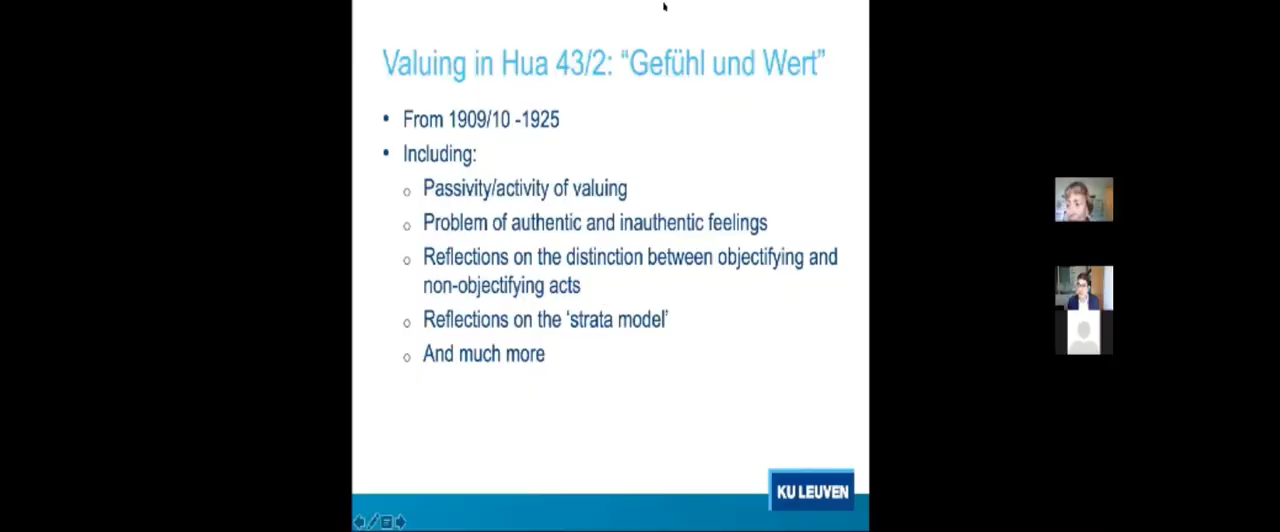 Valuing in Hua 43/2: “Gefühl und Wert”
• From 1909/10 -1925
• Including:
○ Passivity/activity of valuing
○ Problem of authentic and inauthentic feelings
○ Reflections on the distinction between objectifying and
non-objectifying acts
○ Reflections on the ‘strata model’
○ And much more
KU LEUVEN